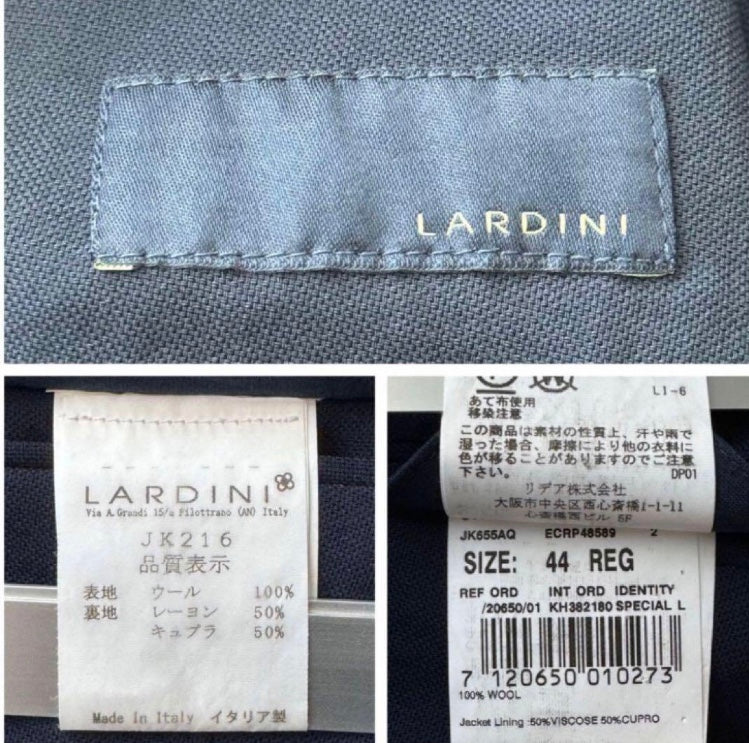 LARDINI
LARDINI
Via A.Grandi 15/a Filottrano (AN) Italy
JK216
品質表示
表地 ウール 100%
裏地 レーヨン 50%
キュプラ 50%
Made In Italy イタリア製
L1-6
あて布使用
移染注意
この商品は素材の性質上、汗や雨で
湿った場合、摩擦により他の衣料に
色が移ることがありますのでご注意
下さい。
DP01
リデア株式会社
大阪市中央区西心斎橋1-1-11
心斎橋西ビル 5F
JK655AQ ECRP48589 2
SIZE: 44 REG
REF ORD INT ORD IDENTITY
/20650/01 KH382180 SPECIAL L
7 120650 010273
100% WOOL
Jacket Lining :50%VISCOSE 50%CUPRO